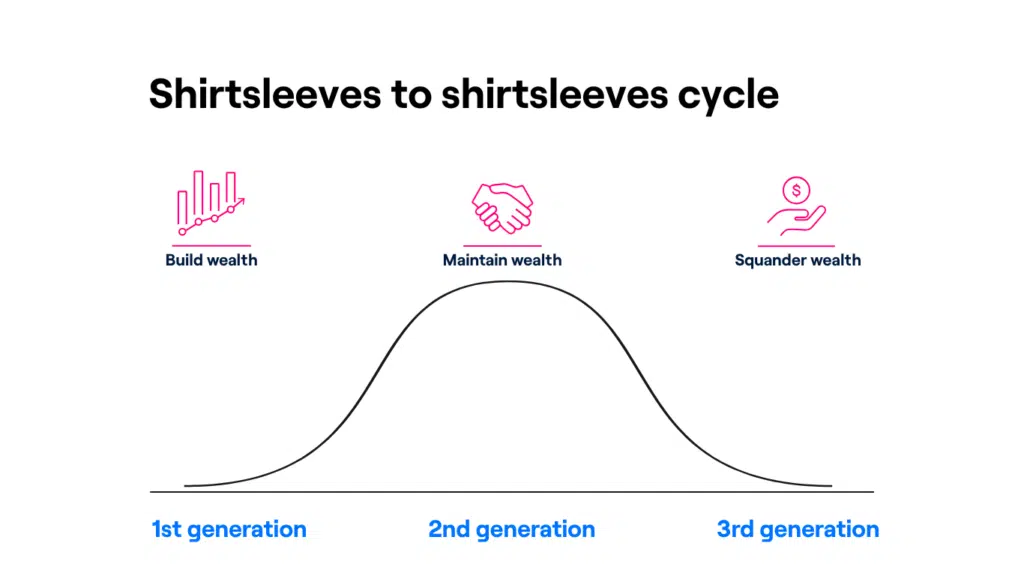 Shirtsleeves to shirtsleeves cycle
$
$
Build wealth
Maintain wealth
Squander wealth
1st generation
2nd generation
3rd generation